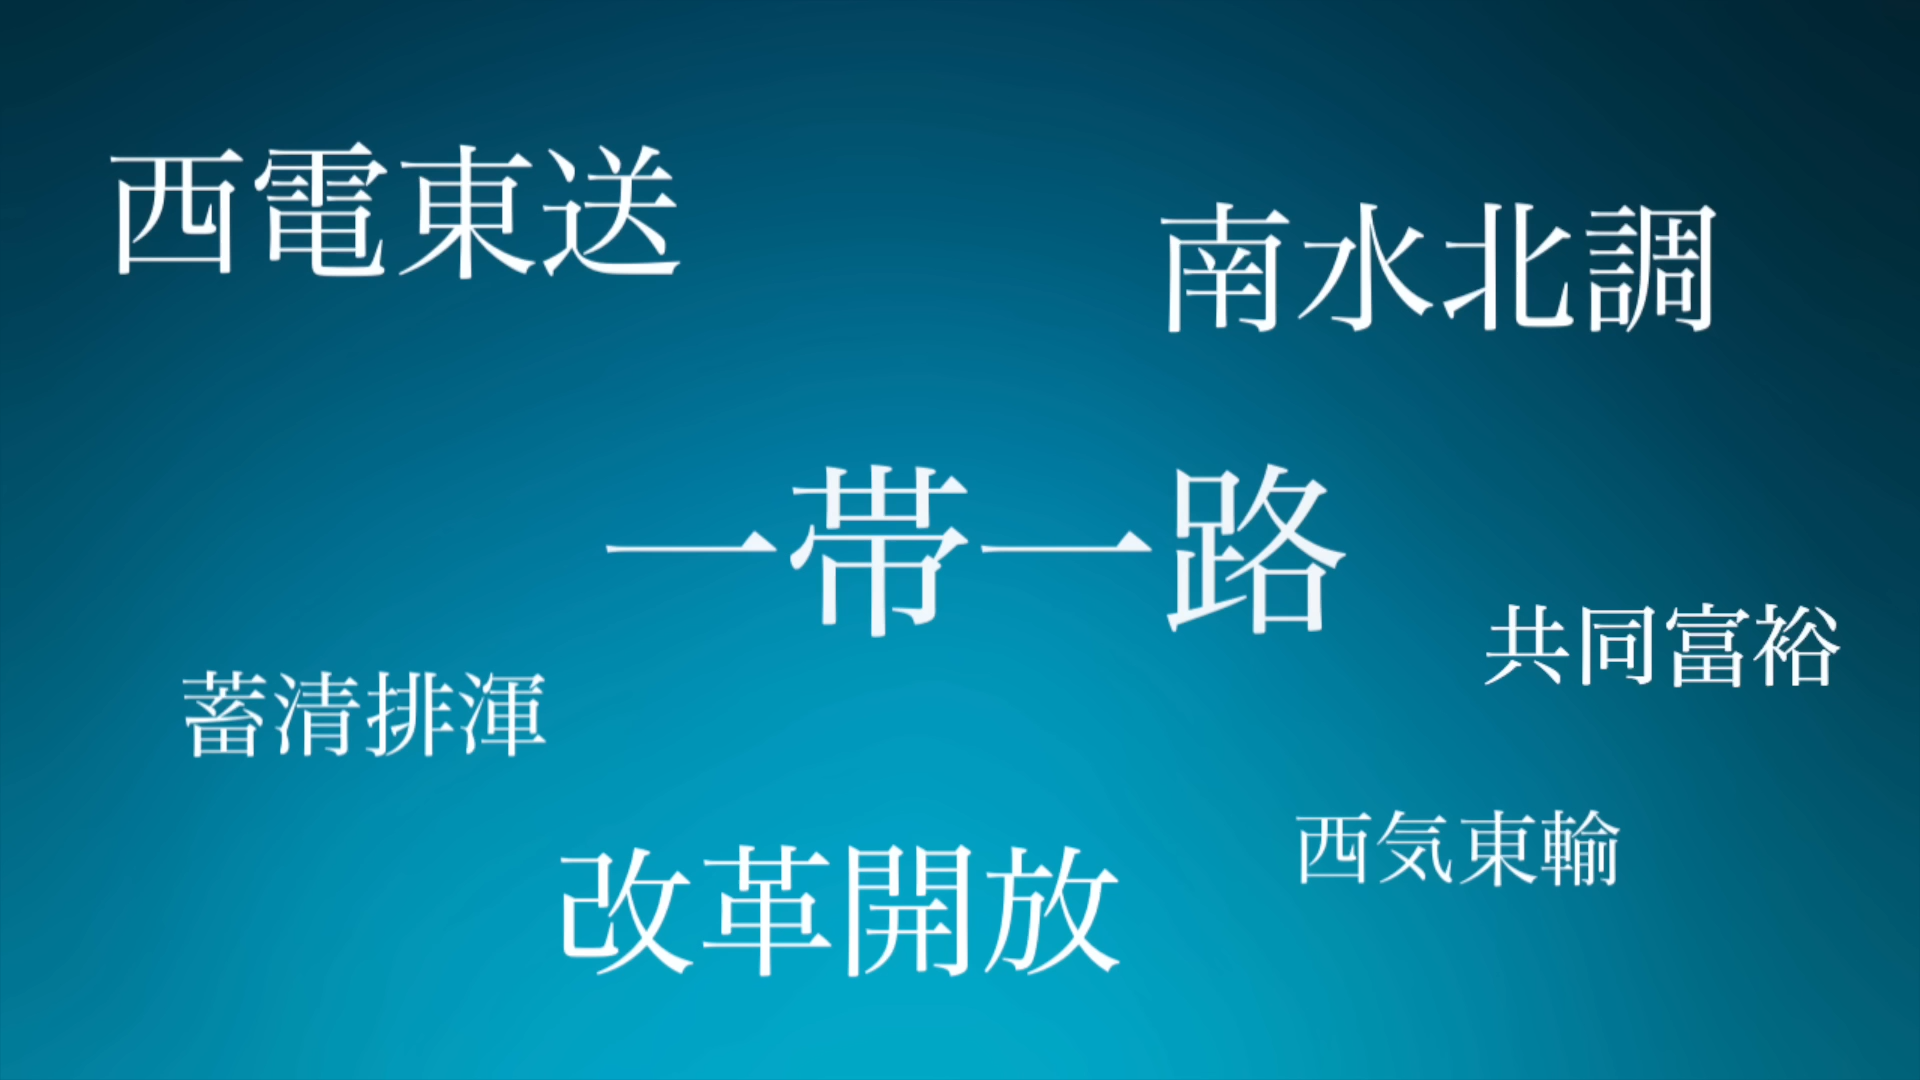 西電東送
南水北調
一帯一路
共同富裕
蓄清排渾
西気東輸
改革開放